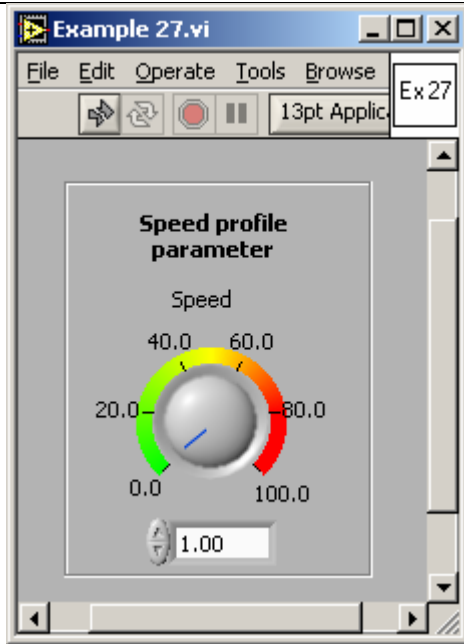 Example 27.vi
File Edit Operate Tools Browse
Ex 27
13pt Applic
Speed profile
parameter
Speed
40.0 60.0
20.0 80.0
0.0 100.0
1.00